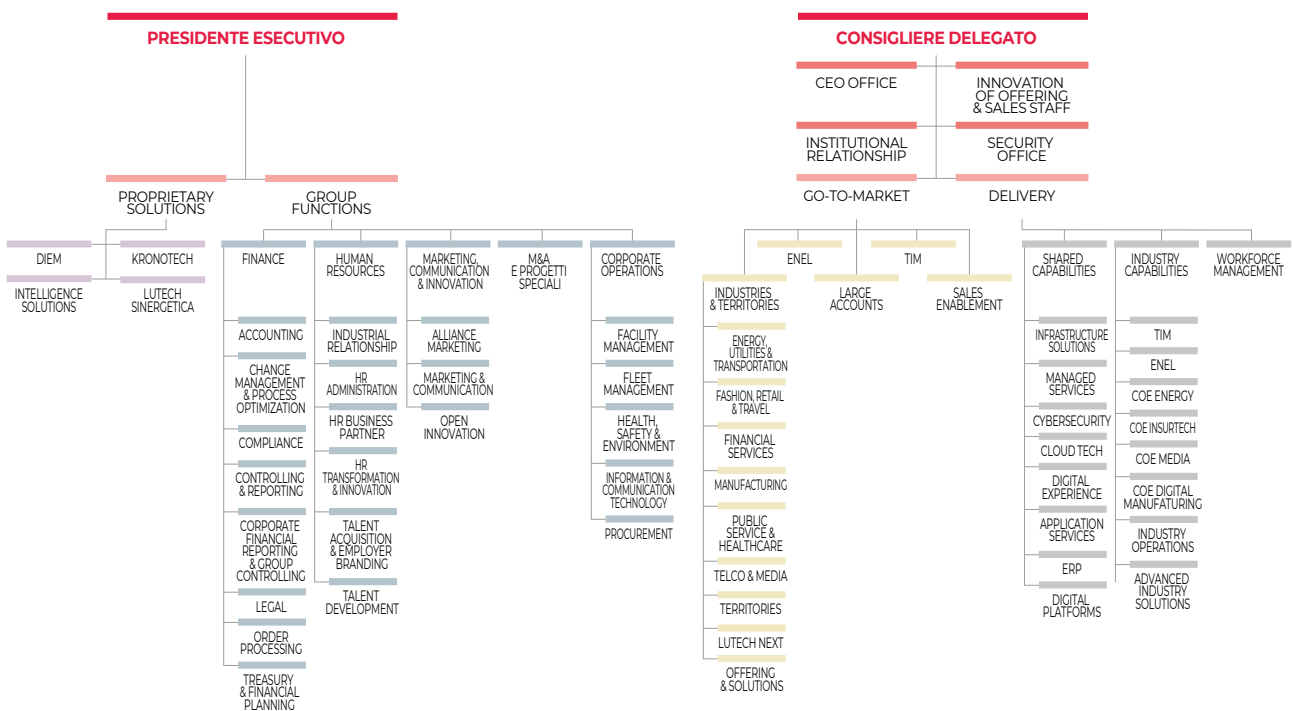 PRESIDENTE ESECUTIVO
PROPRIETARY
SOLUTIONS
GROUP
FUNCTIONS
DIEM
KRONOTECH
INTELLIGENCE
SOLUTIONS
LUTECH
SINERGETICA
FINANCE
ACCOUNTING
CHANGE
MANAGEMENT
& PROCESS
OPTIMIZATION
COMPLIANCE
CONTROLLING
& REPORTING
CORPORATE
FINANCIAL
REPORTING
& GROUP
CONTROLLING
LEGAL
ORDER
PROCESSING
TREASURY
& FINANCIAL
PLANNING
HUMAN
RESOURCES
INDUSTRIAL
RELATIONSHIP
HR
ADMINISTRATION
HR BUSINESS
PARTNER
HR
TRANSFORMATION
& INNOVATION
TALENT
ACQUISITION
& EMPLOYER
BRANDING
TALENT
DEVELOPMENT
MARKETING,
COMMUNICATION
& INNOVATION
ALLIANCE
MARKETING
MARKETING &
COMMUNICATION
OPEN
INNOVATION
M&A
E PROGETTI
SPECIALI
CORPORATE
OPERATIONS
FACILITY
MANAGEMENT
FLEET
MANAGEMENT
HEALTH,
SAFETY &
ENVIRONMENT
INFORMATION &
COMMUNICATION
TECHNOLOGY
PROCUREMENT
CONSIGLIERE DELEGATO
CEO OFFICE
INNOVATION
OF OFFERING
& SALES STAFF
INSTITUTIONAL
RELATIONSHIP
SECURITY
OFFICE
GO-TO-MARKET
DELIVERY
ENEL
TIM
INDUSTRIES
& TERRITORIES
LARGE
ACCOUNTS
SALES
ENABLEMENT
ENERGY,
UTILITIES &
TRANSPORTATION
FASHION, RETAIL
& TRAVEL
FINANCIAL
SERVICES
MANUFACTURING
PUBLIC
SERVICE &
HEALTHCARE
TELCO & MEDIA
TERRITORIES
LUTECH NEXT
OFFERING
& SOLUTIONS
SHARED
CAPABILITIES
INFRASTRUCTURE
SOLUTIONS
MANAGED
SERVICES
CYBERSECURITY
CLOUD TECH
DIGITAL
EXPERIENCE
APPLICATION
SERVICES
ERP
DIGITAL
PLATFORMS
INDUSTRY
CAPABILITIES
TIM
ENEL
COE ENERGY
COE INSURTECH
COE MEDIA
COE DIGITAL
MANUFATURING
INDUSTRY
OPERATIONS
ADVANCED
INDUSTRY
SOLUTIONS
WORKFORCE
MANAGEMENT